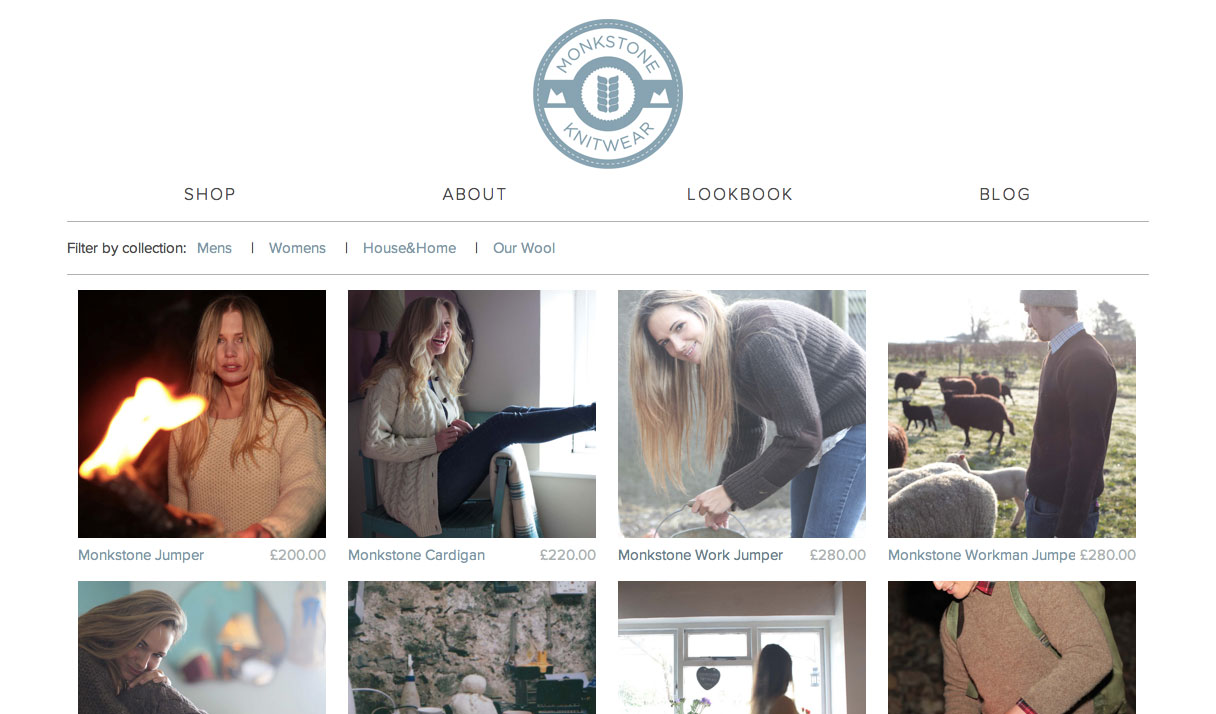 MONKSTONE
KNITWEAR
SHOP ABOUT LOOKBOOK BLOG
Filter by collection: Mens | Womens | House&Home | Our Wool
Monkstone Jumper £200.00 Monkstone Cardigan £220.00 Monkstone Work Jumper £280.00 Monkstone Workman Jumpe £280.00